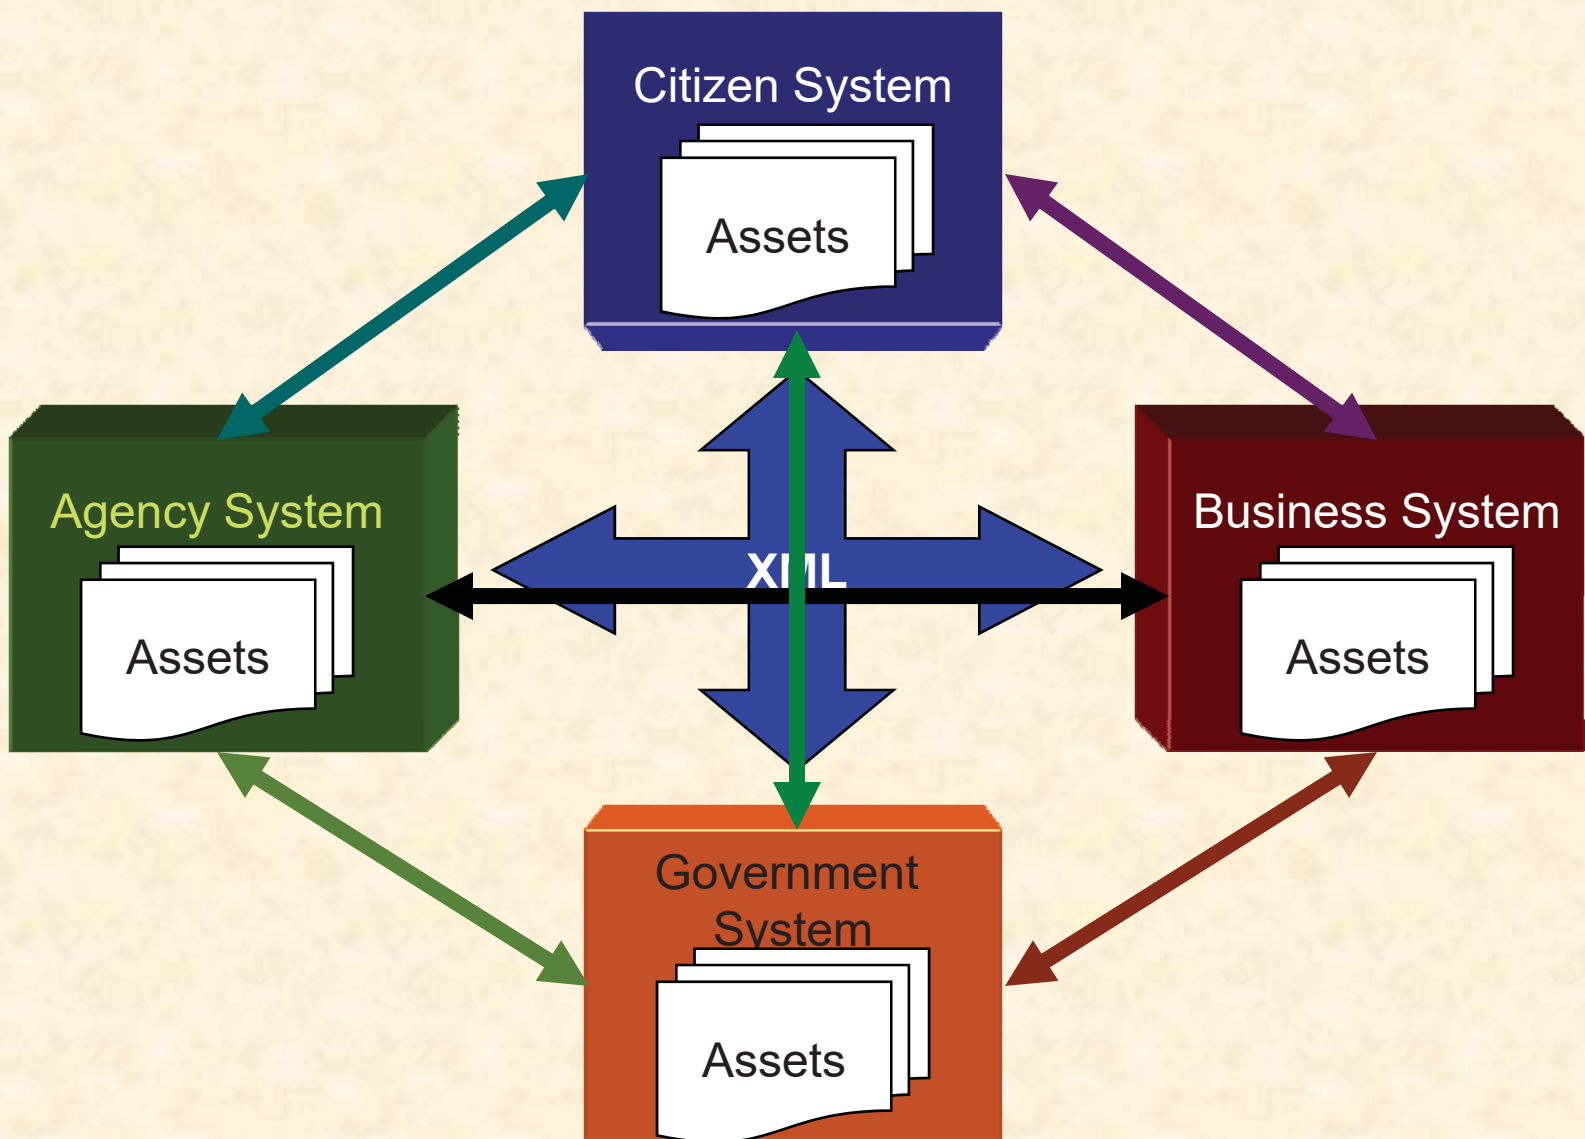 Citizen System
Assets
Agency System
Assets
XML
Business System
Assets
Government
System
Assets